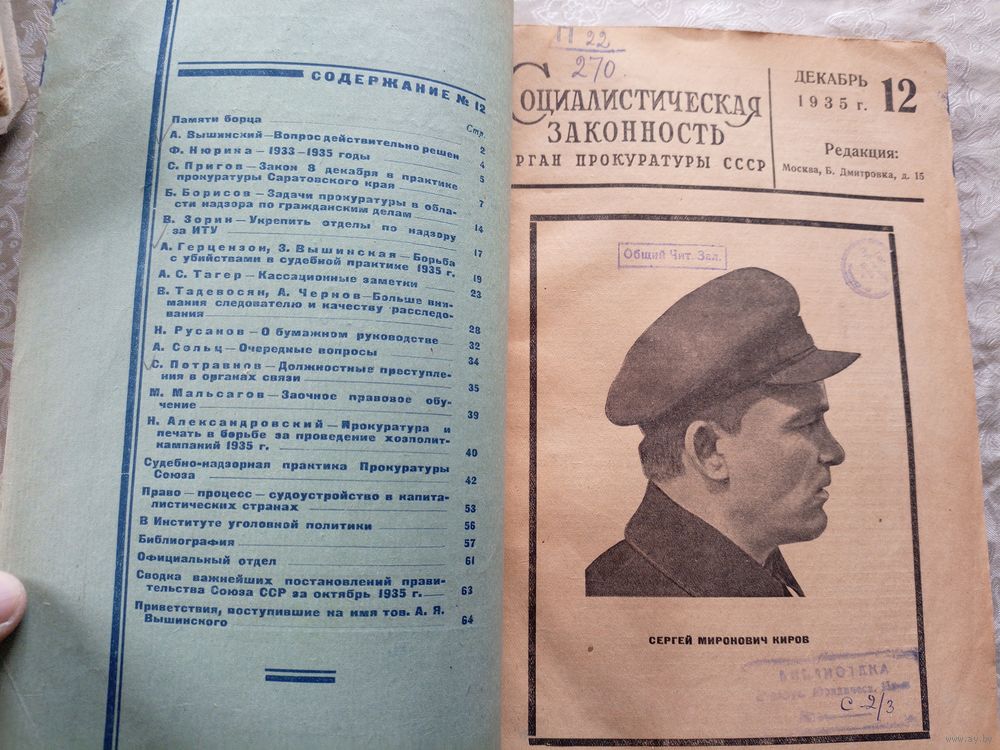 СОДЕРЖАНИЕ № 12
Стр.
Памяти борца 2
А. Вышинский—Вопрос действительно решен 4
Ф. Нюрина—1933—1935 годы 5
С. Пригов — Закон 8 декабря в практике
прокуратуры Саратовского края 7
Б. Борисов—Задачи прокуратуры в обла-
сти надзора по гражданским делам 14
В. Зорин—Укрепить отделы по надзору
за ИТУ 17
А. Герцензон, З. Вышинская—Борьба
с убийствами в судебной практике 1935 г. 19
А. С. Тагер — Кассационные заметки 23
В. Тадевосян, А. Чернов—Больше вни-
мания следователю и качеству расследо-
вания 28
Н. Русанов—О бумажном руководстве 32
А. Сольц—Очередные вопросы 34
С. Потравнов—Должностные преступле-
ния в органах связи 35
М. Мальсагов—Заочное правовое обу-
чение 39
Н. Александровский—Прокуратура и
печать в борьбе за проведение хозполит-
кампаний 1935 г. 40
Судебно-надзорная практика Прокуратуры
Союза 42
Право—процесс—судоустройство в капита-
листических странах 53
В Институте уголовной политики 56
Библиография 57
Официальный отдел 61
Сводка важнейших постановлений прави-
тельства Союза ССР за октябрь 1935 г. 63
Приветствия, поступившие на имя тов. А. Я.
Вышинского 64
П 22
270
СОЦИАЛИСТИЧЕСКАЯ
ЗАКОННОСТЬ
ОРГАН ПРОКУРАТУРЫ СССР
ДЕКАБРЬ
1935 г. 12
Редакция:
Москва, Б. Дмитровка, д. 15
Общий Чит. Зал.
СЕРГЕЙ МИРОНОВИЧ КИРОВ
С-2/3
www.ay.by